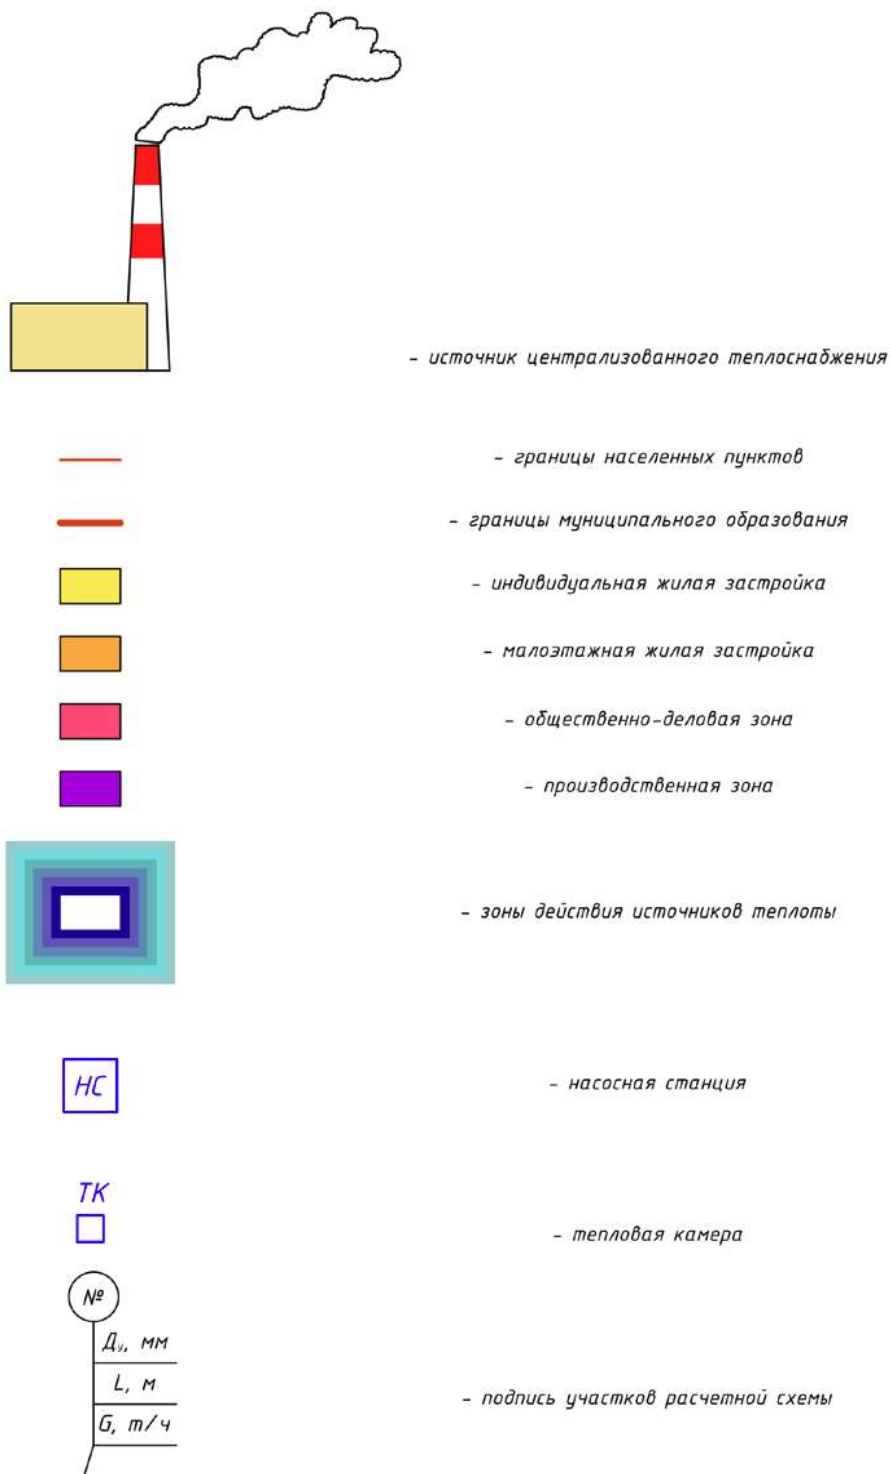 - источник централизованного теплоснабжения
- границы населенных пунктов
- границы муниципального образования
- индивидуальная жилая застройка
- малоэтажная жилая застройка
- общественно-деловая зона
- производственная зона
- зоны действия источников теплоты
НС
- насосная станция
ТК
- тепловая камера
№
Ду, мм
L, м
- подпись участков расчетной схемы
G, т/ч